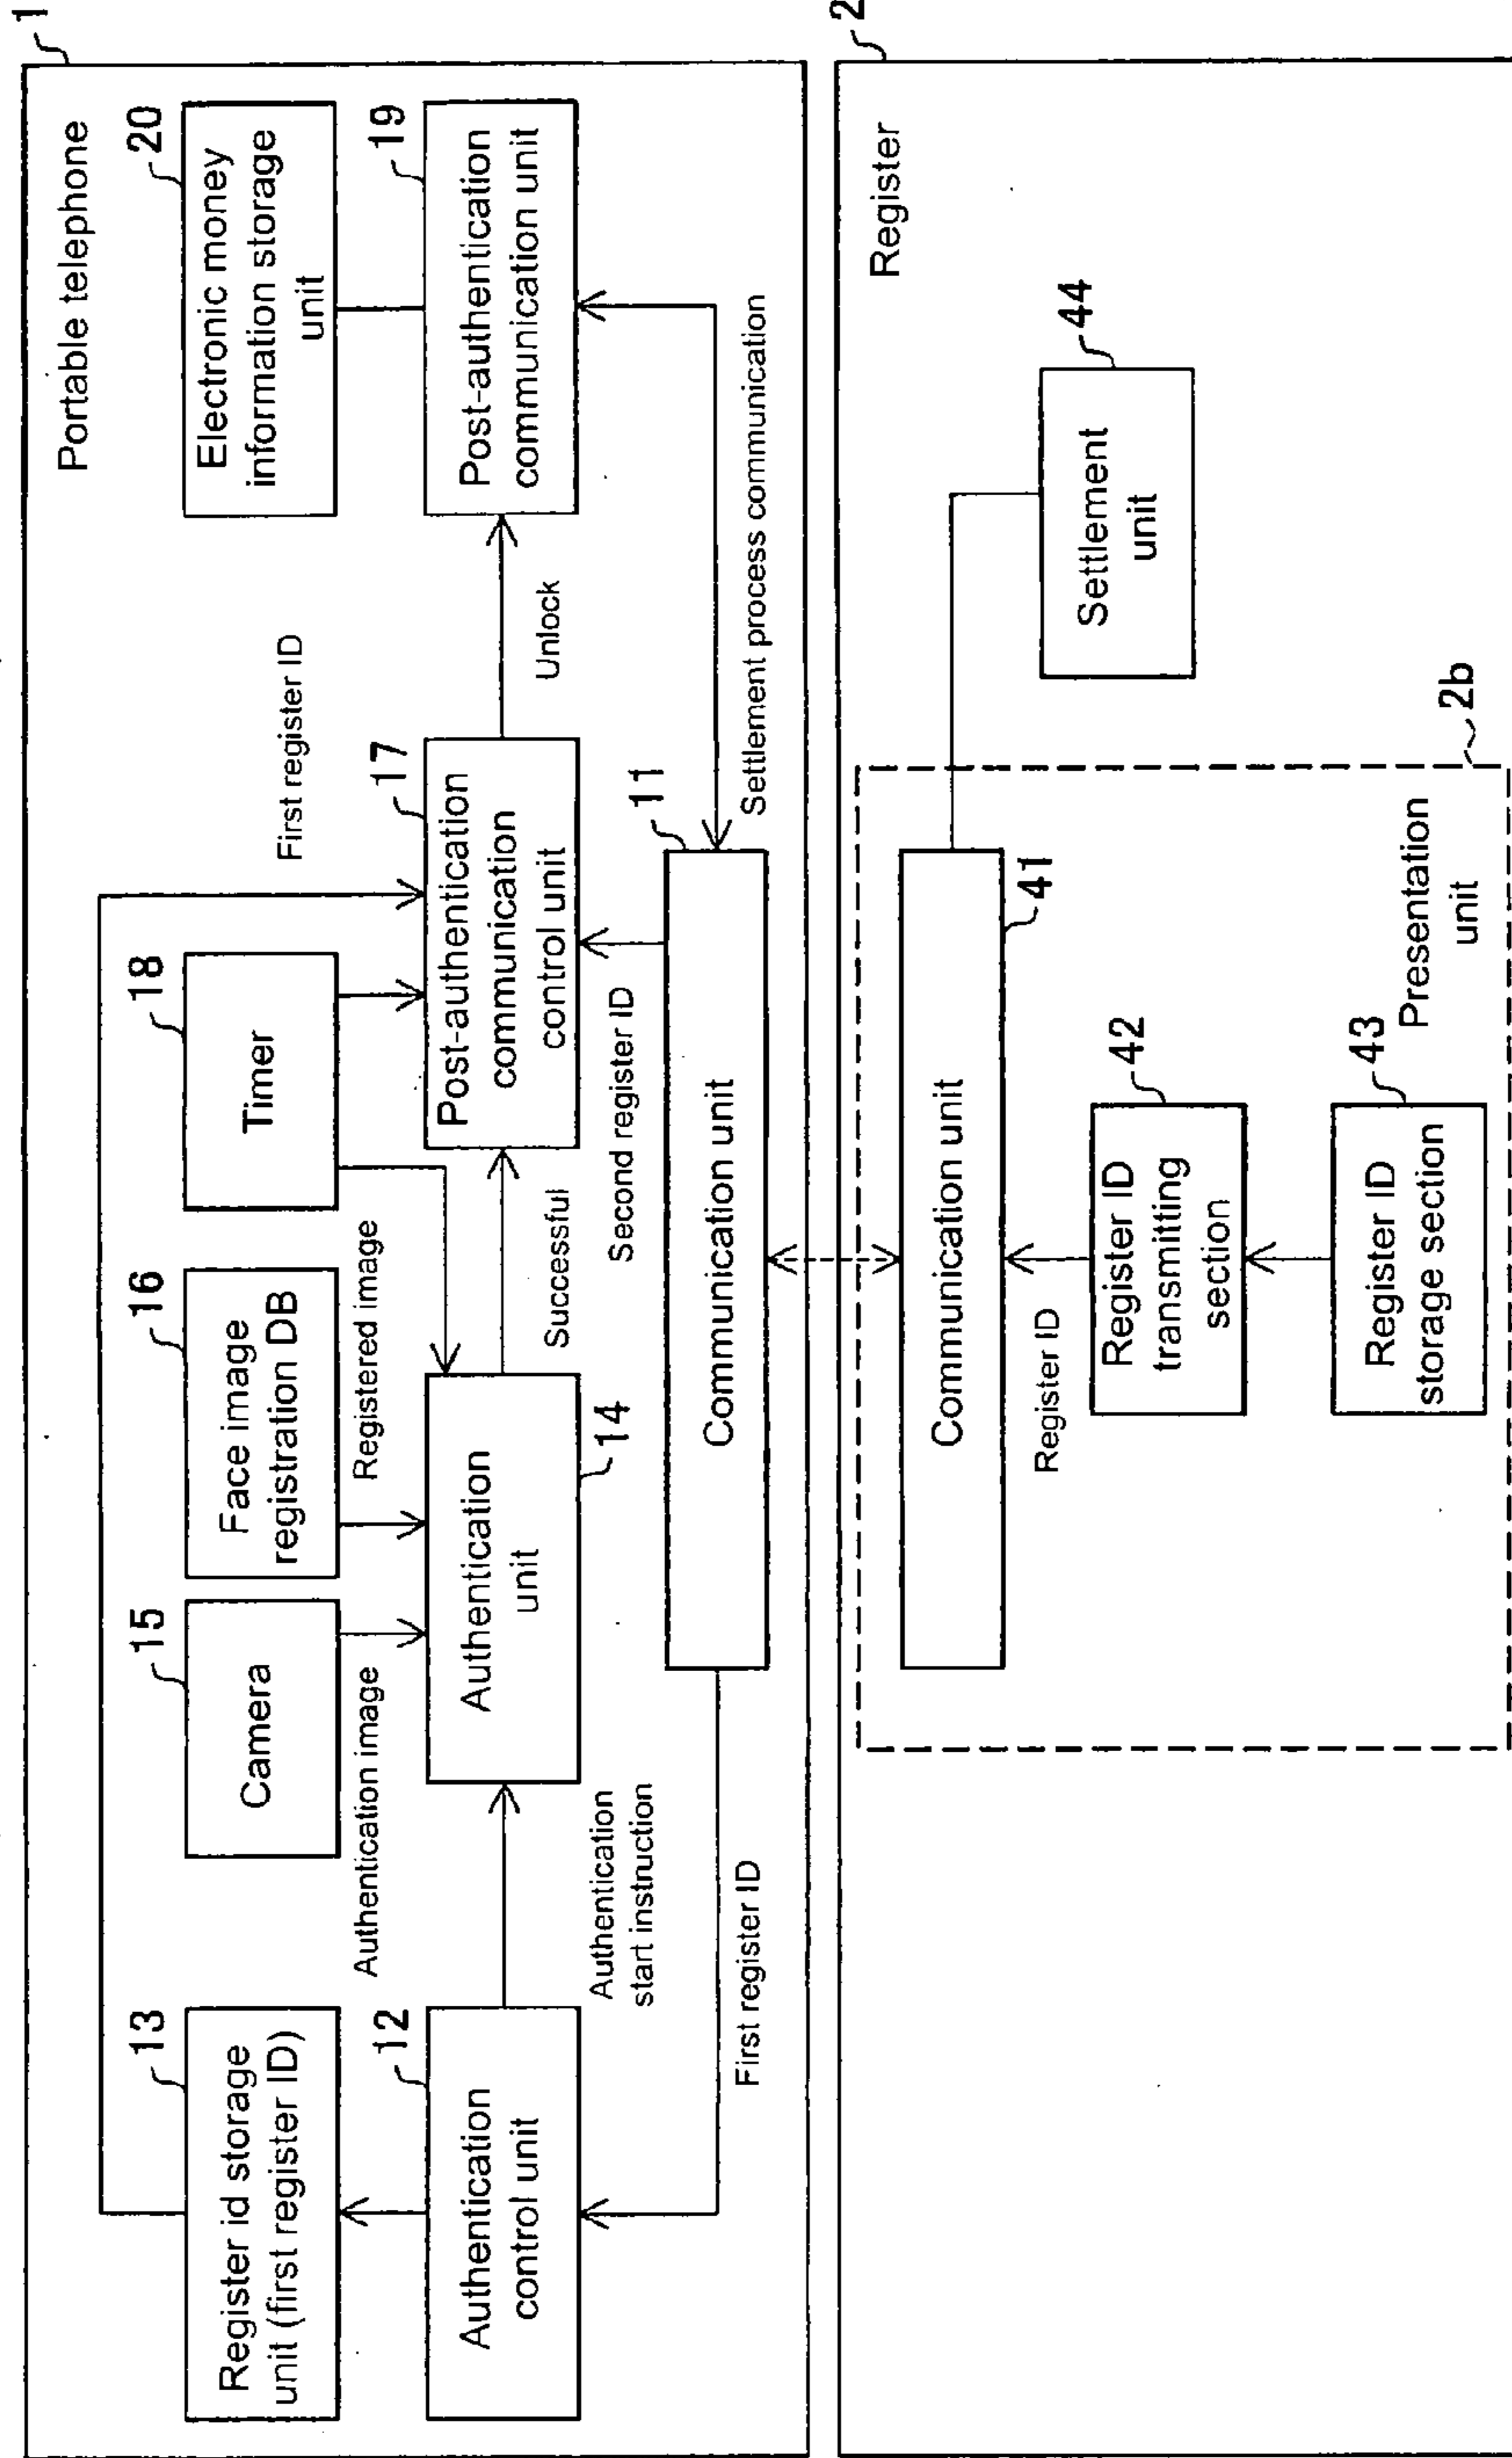 1
Portable telephone
13
Register id storage
unit (first register ID)
15
Camera
16
Face image
registration DB
18
Timer
20
Electronic money
information storage
unit
First register ID
Authentication image
Registered image
12
Authentication
control unit
Authentication
unit
14
17
Post-authentication
communication
control unit
19
Post-authentication
communication unit
Authentication
start instruction
Successful
Unlock
Second register ID
11
First register ID
Communication unit
Settlement process communication
2
Register
Communication unit
41
Register ID
42
Register ID
transmitting
section
43
Register ID
storage section
Presentation
unit
2b
44
Settlement
unit